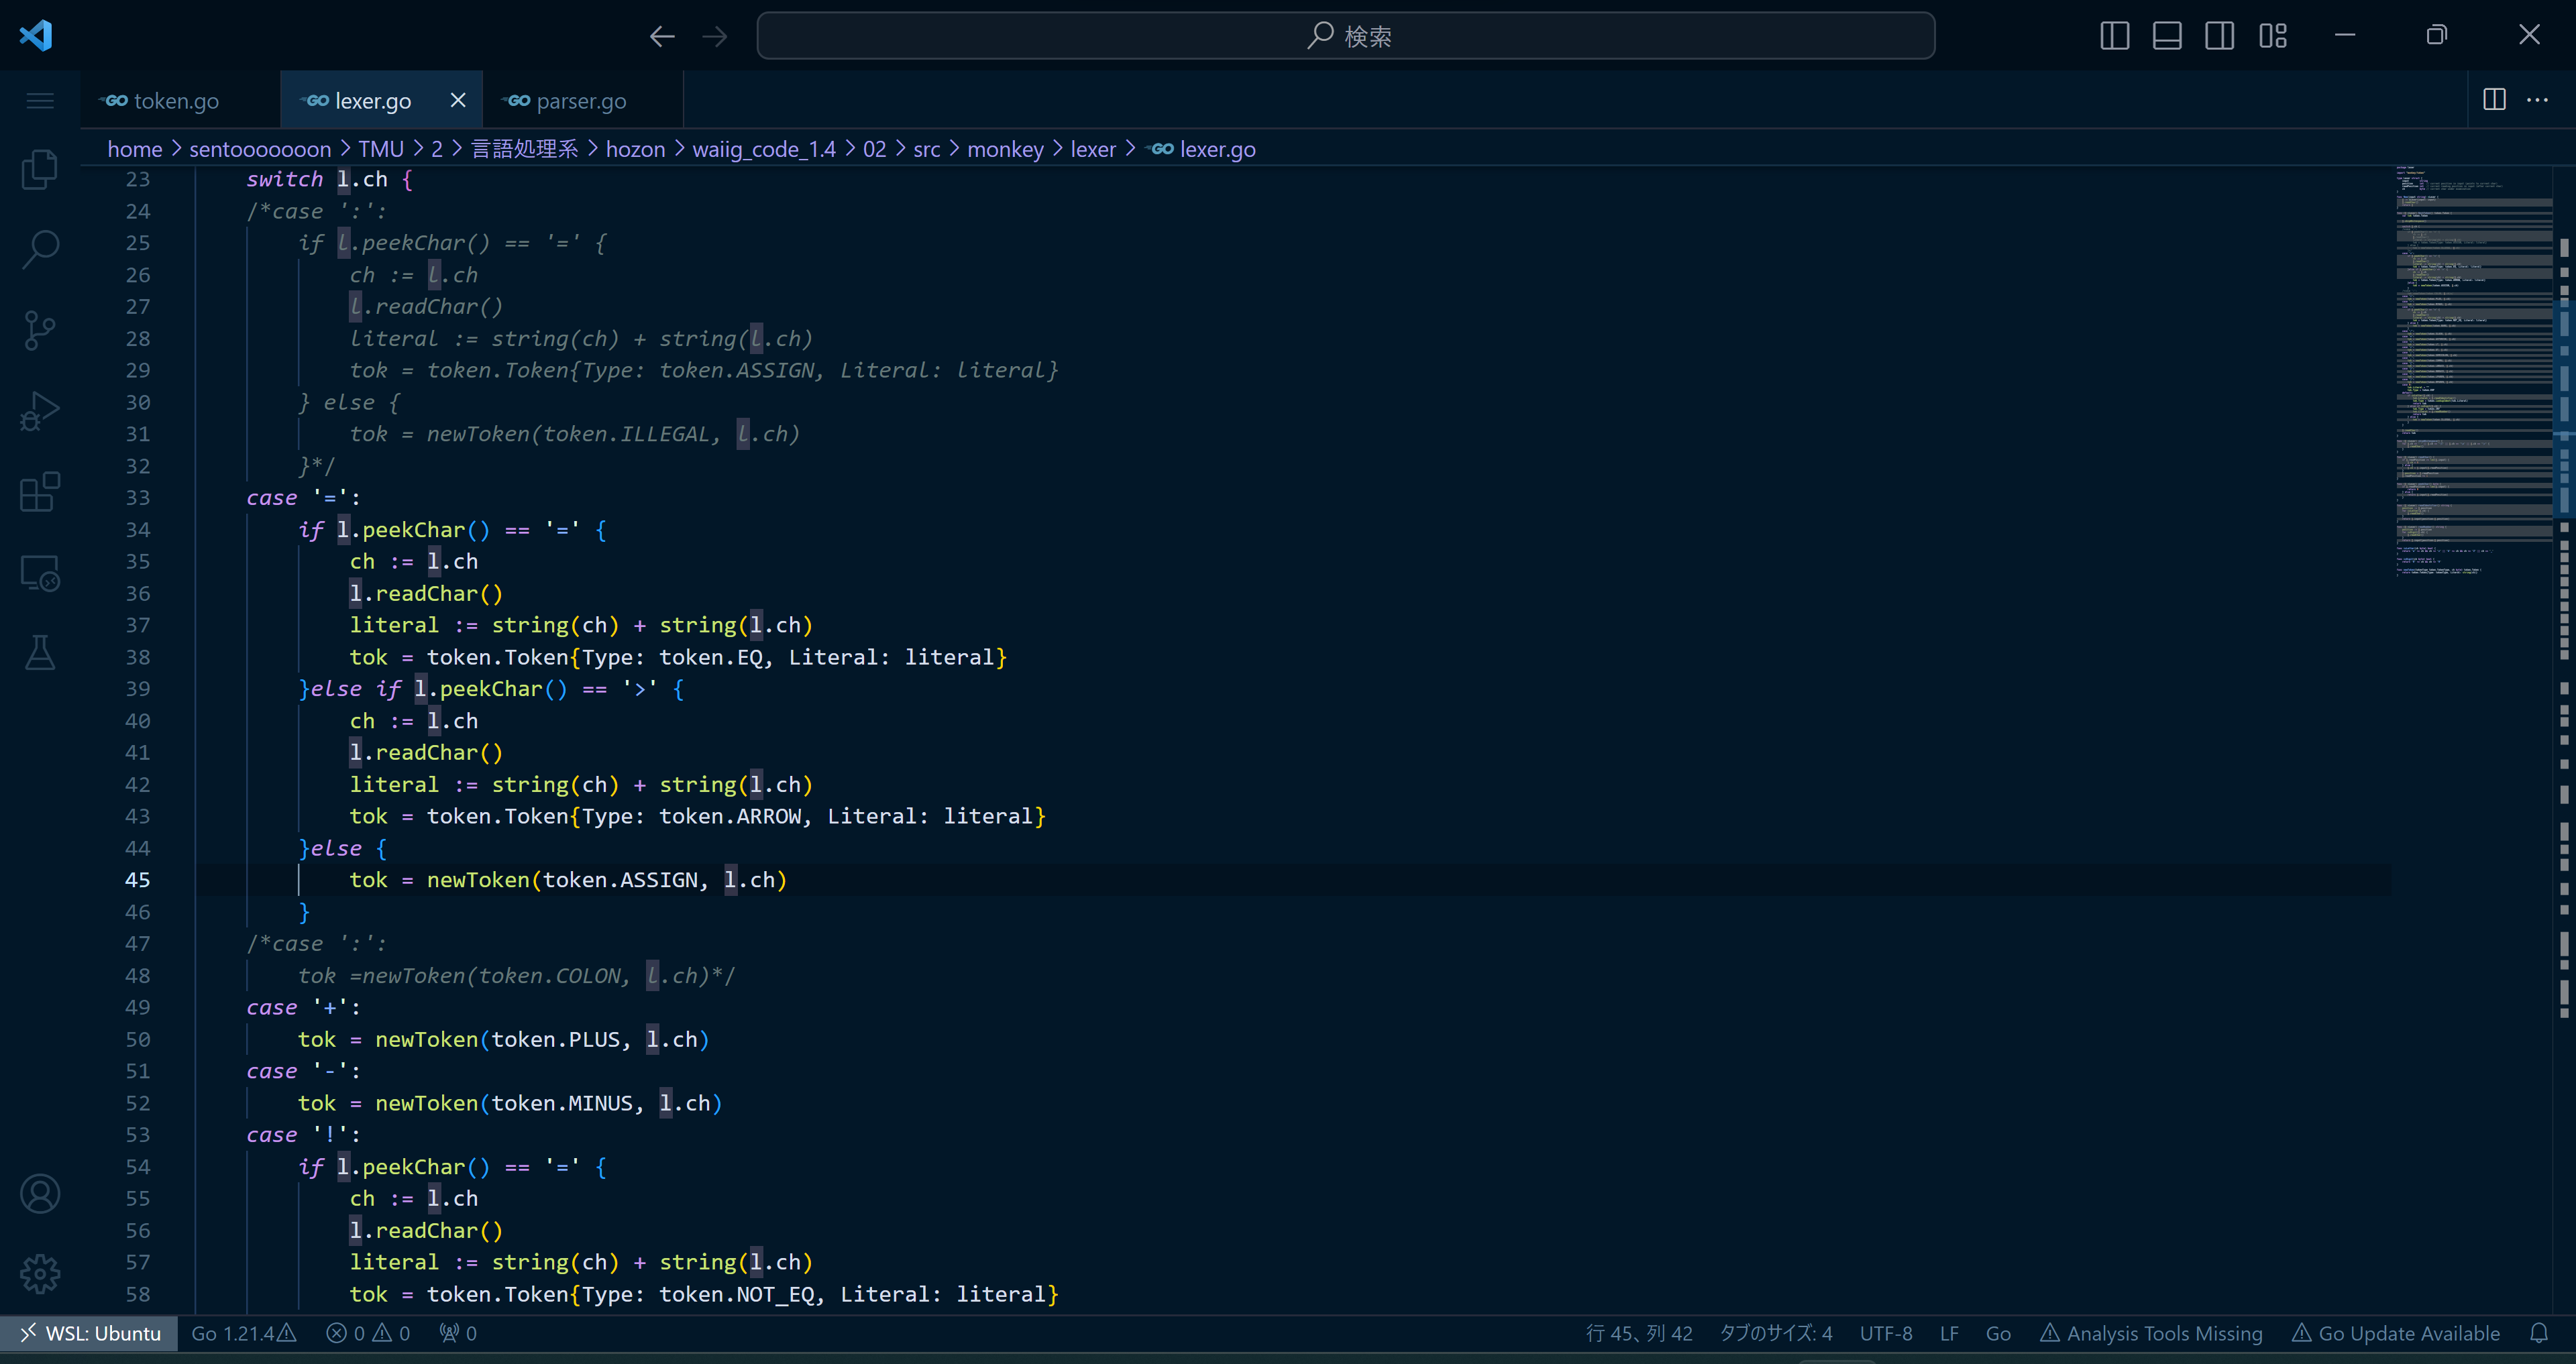 検索
token.go
lexer.go
parser.go
home > sentooooooon > TMU > 2 > 言語処理系 > hozon > waiig_code_1.4 > 02 > src > monkey > lexer > lexer.go
23 switch l.ch {
24 /*case ':':
25 if l.peekChar() == '=' {
26 ch := l.ch
27 l.readChar()
28 literal := string(ch) + string(l.ch)
29 tok = token.Token{Type: token.ASSIGN, Literal: literal}
30 } else {
31 tok = newToken(token.ILLEGAL, l.ch)
32 }*/
33 case '=':
34 if l.peekChar() == '=' {
35 ch := l.ch
36 l.readChar()
37 literal := string(ch) + string(l.ch)
38 tok = token.Token{Type: token.EQ, Literal: literal}
39 }else if l.peekChar() == '>' {
40 ch := l.ch
41 l.readChar()
42 literal := string(ch) + string(l.ch)
43 tok = token.Token{Type: token.ARROW, Literal: literal}
44 }else {
45 tok = newToken(token.ASSIGN, l.ch)
46 }
47 /*case ':':
48 tok =newToken(token.COLON, l.ch)*/
49 case '+':
50 tok = newToken(token.PLUS, l.ch)
51 case '-':
52 tok = newToken(token.MINUS, l.ch)
53 case '!':
54 if l.peekChar() == '=' {
55 ch := l.ch
56 l.readChar()
57 literal := string(ch) + string(l.ch)
58 tok = token.Token{Type: token.NOT_EQ, Literal: literal}
WSL: Ubuntu Go 1.21.4 0 0 0 行 45、列 42 タブのサイズ: 4 UTF-8 LF Go Analysis Tools Missing Go Update Available